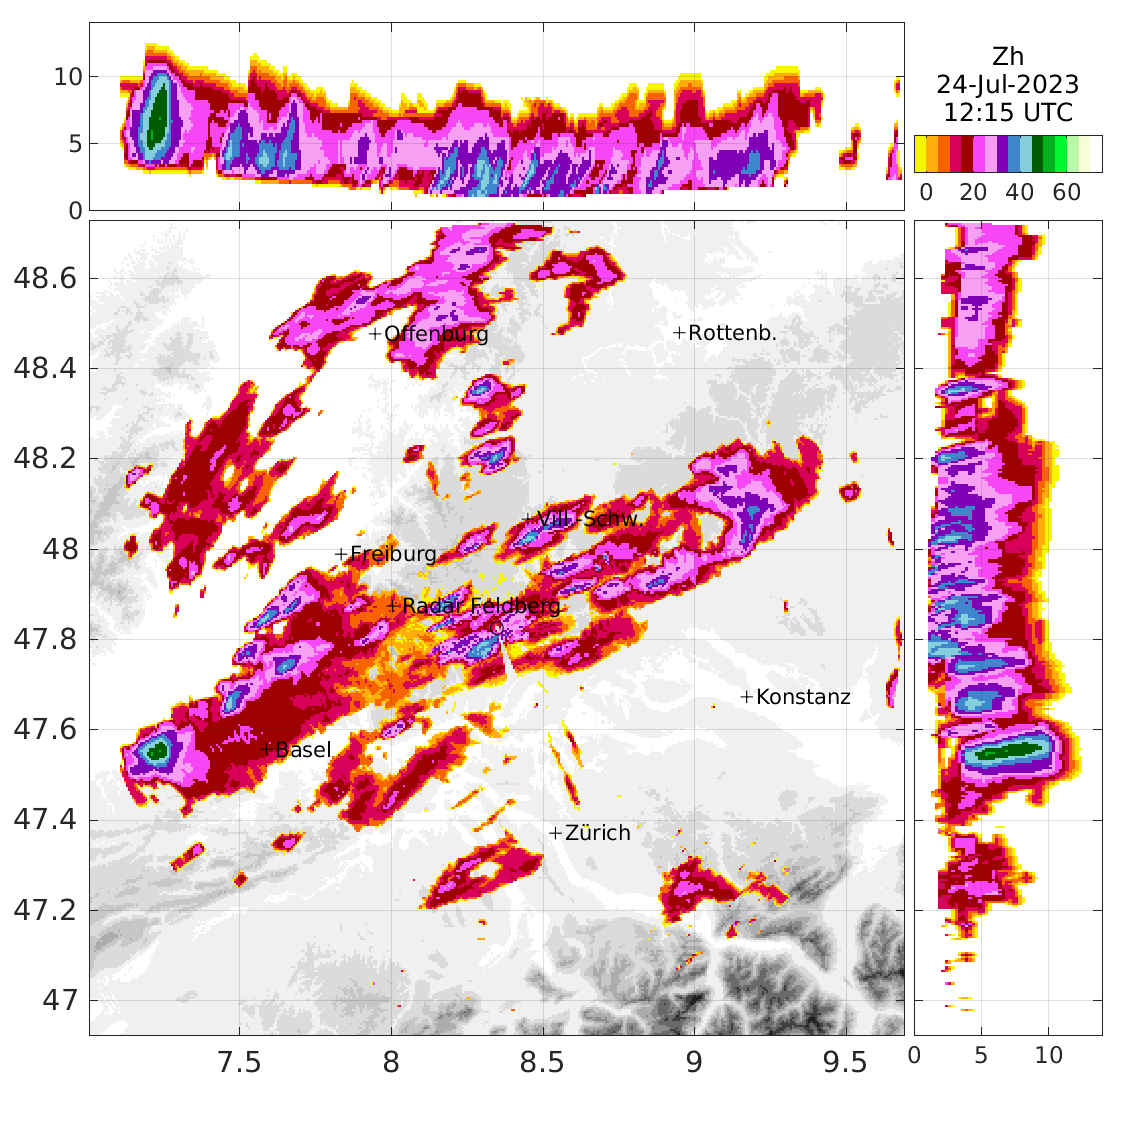 10
5
0
Zh
24-Jul-2023
12:15 UTC
0 20 40 60
48.6
48.4
48.2
48
47.8
47.6
47.4
47.2
47
+Offenburg
+Rottenb.
+Vill.-Schw.
+Freiburg
+Radar Feldberg
+Konstanz
+Basel
+Zürich
7.5 8 8.5 9 9.5
0 5 10